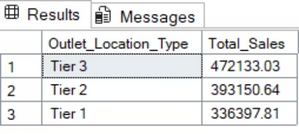 Results Messages
Outlet_Location_Type Total_Sales
1 Tier 3 472133.03
2 Tier 2 393150.64
3 Tier 1 336397.81